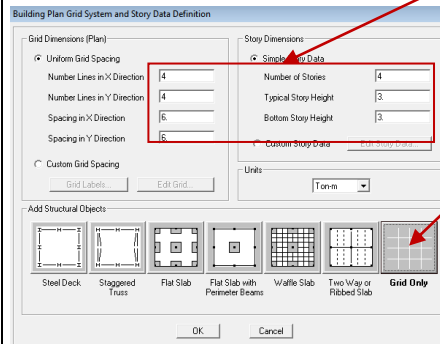 Building Plan Grid System and Story Data Definition
Grid Dimensions (Plan)
Uniform Grid Spacing
Number Lines in X Direction 4
Number Lines in Y Direction 4
Spacing in X Direction 6.
Spacing in Y Direction 6.
Custom Grid Spacing
Grid Labels... Edit Grid...
Story Dimensions
Simple Story Data
Number of Stories 4
Typical Story Height 3.
Bottom Story Height 3.
Custom Story Data Edit Story Data...
Units
Ton-m
Add Structural Objects
Steel Deck
Staggered
Truss
Flat Slab
Flat Slab with
Perimeter Beams
Waffle Slab
Two Way or
Ribbed Slab
Grid Only
OK Cancel